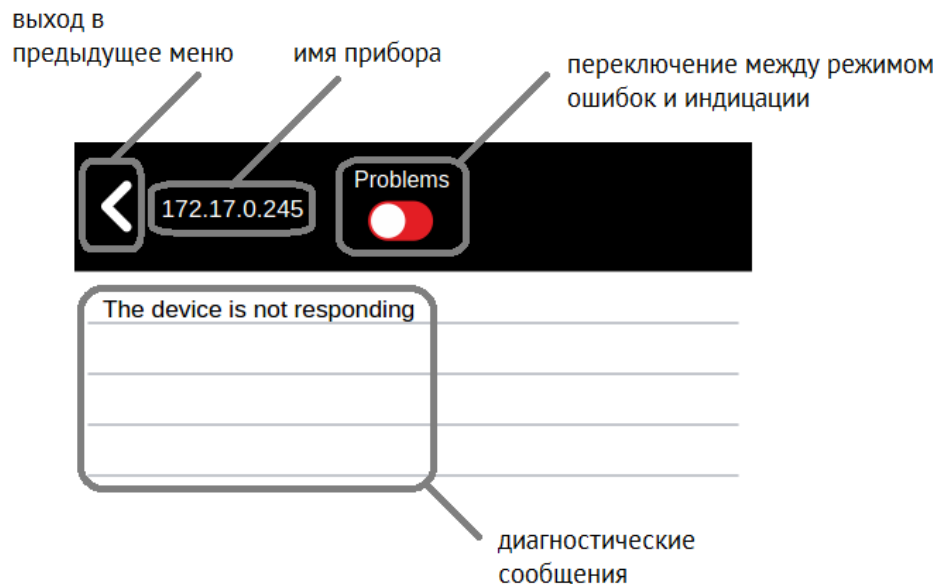 выход в
предыдущее меню
имя прибора
переключение между режимом
ошибок и индикации
Problems
172.17.0.245
The device is not responding
диагностические
сообщения